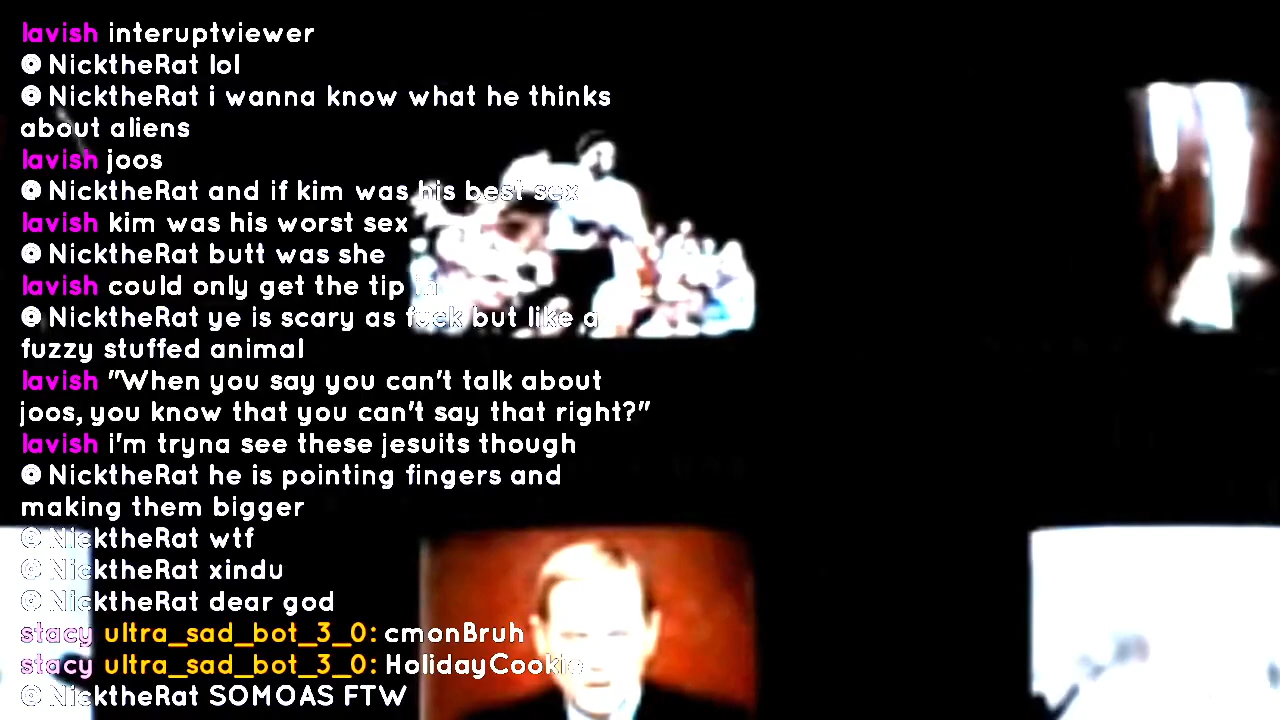 lavish interuptviewer
@ NicktheRat lol
@ NicktheRat i wanna know what he thinks
about aliens
lavish joos
@ NicktheRat and if kim was his best sex
lavish kim was his worst sex
@ NicktheRat butt was she
lavish could only get the tip in
@ NicktheRat ye is scary as fuck but like a
fuzzy stuffed animal
lavish "When you say you can't talk about
joos, you know that you can't say that right?"
lavish i'm tryna see these jesuits though
@ NicktheRat he is pointing fingers and
making them bigger
@ NicktheRat wtf
@ NicktheRat xindu
@ NicktheRat dear god
stacy ultra_sad_bot_3_0: cmonBruh
stacy ultra_sad_bot_3_0: HolidayCookie
@ NicktheRat SOMOAS FTW